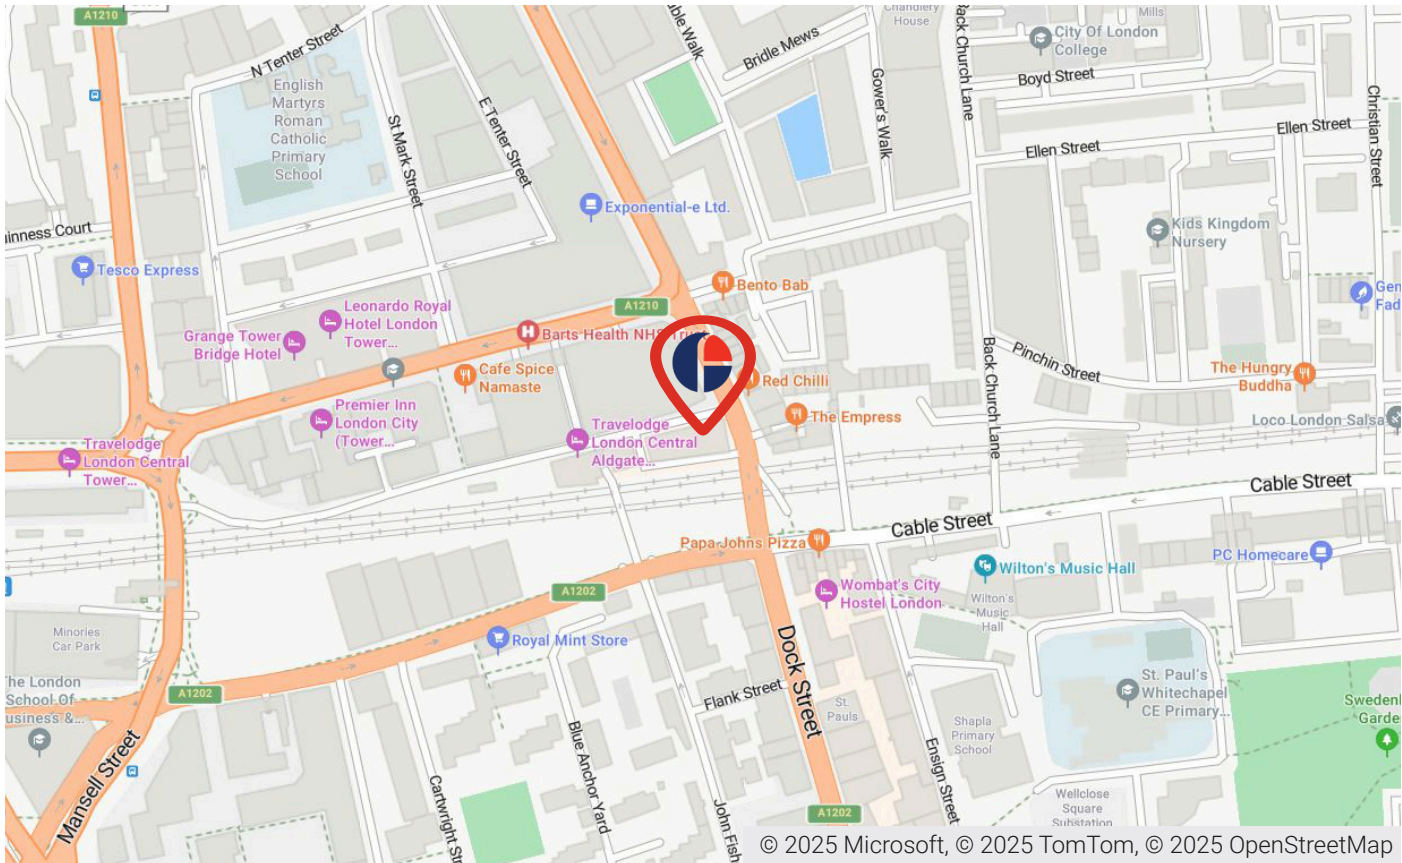 A1210
N Tenter Street
English
Martyrs
Roman
Catholic
Primary
School
St Mark Street
E Tenter Street
Bridle Mews
Gower's Walk
House
Back Church Lane
Mills
City Of London
College
Boyd Street
Ellen Street
Ellen Street
Christian Street
Exponential-e Ltd.
Kids Kingdom
Nursery
Court
Tesco Express
Bento Bab
A1210
Leonardo Royal
Hotel London
Tower...
Grange Tower
Bridge Hotel
Barts Health NHS
Cafe Spice
Namaste
Red Chilli
The Empress
Pinchin Street
Back Church Lane
The Hungry
Buddha
Loco London Salsa
Premier Inn
London City
(Tower...
Travelodge
London Central
Aldgate...
Travelodge
London Central
Tower...
Cable Street
Cable Street
Papa Johns Pizza
Wombat's City
Hostel London
Wilton's Music Hall
Wilton's
Music
Hall
PC Homecare
A1202
Royal Mint Store
Minories
Car Park
The London
School Of
A1202
Mansell Street
Cartwright
Blue Anchor Yard
Flank Street
Dock Street
St.
Pauls
Ensign Street
Shapla
Primary
School
St. Paul's
Whitechapel
CE Primary...
Wellclose
Square
Substation
A1202
© 2025 Microsoft, © 2025 TomTom, © 2025 OpenStreetMap